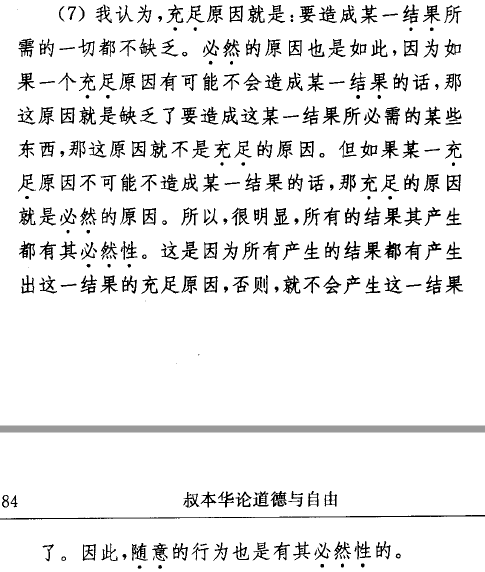 (7) 我认为,充足原因就是:要造成某一结果所
需的一切都不缺乏。必然的原因也是如此,因为如
果一个充足原因有可能不会造成某一结果的话,那
这原因就是缺乏了要造成这某一结果所必需的某些
东西,那这原因就不是充足的原因。但如果某一充
足原因不可能不造成某一结果的话,那充足的原因
就是必然的原因。所以,很明显,所有的结果其产生
都有其必然性。这是因为所有产生的结果都有产生
出这一结果的充足原因,否则,就不会产生这一结果
84 叔本华论道德与自由
了。因此,随意的行为也是有其必然性的。